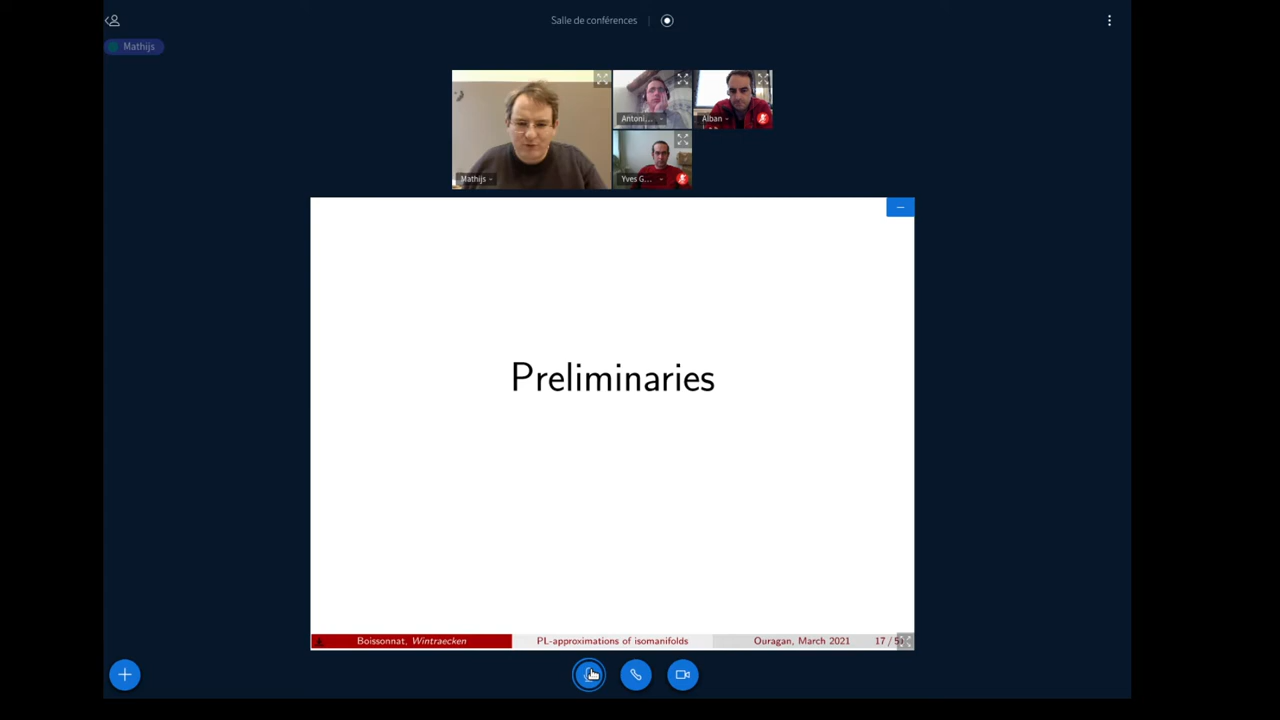 Salle de conférences
Mathijs
Antoni...
Alban
Mathijs
Yves G...
Preliminaries
Boissonnat, Wintraecken
PL-approximations of isomanifolds
Ouragan, March 2021
17 / 51